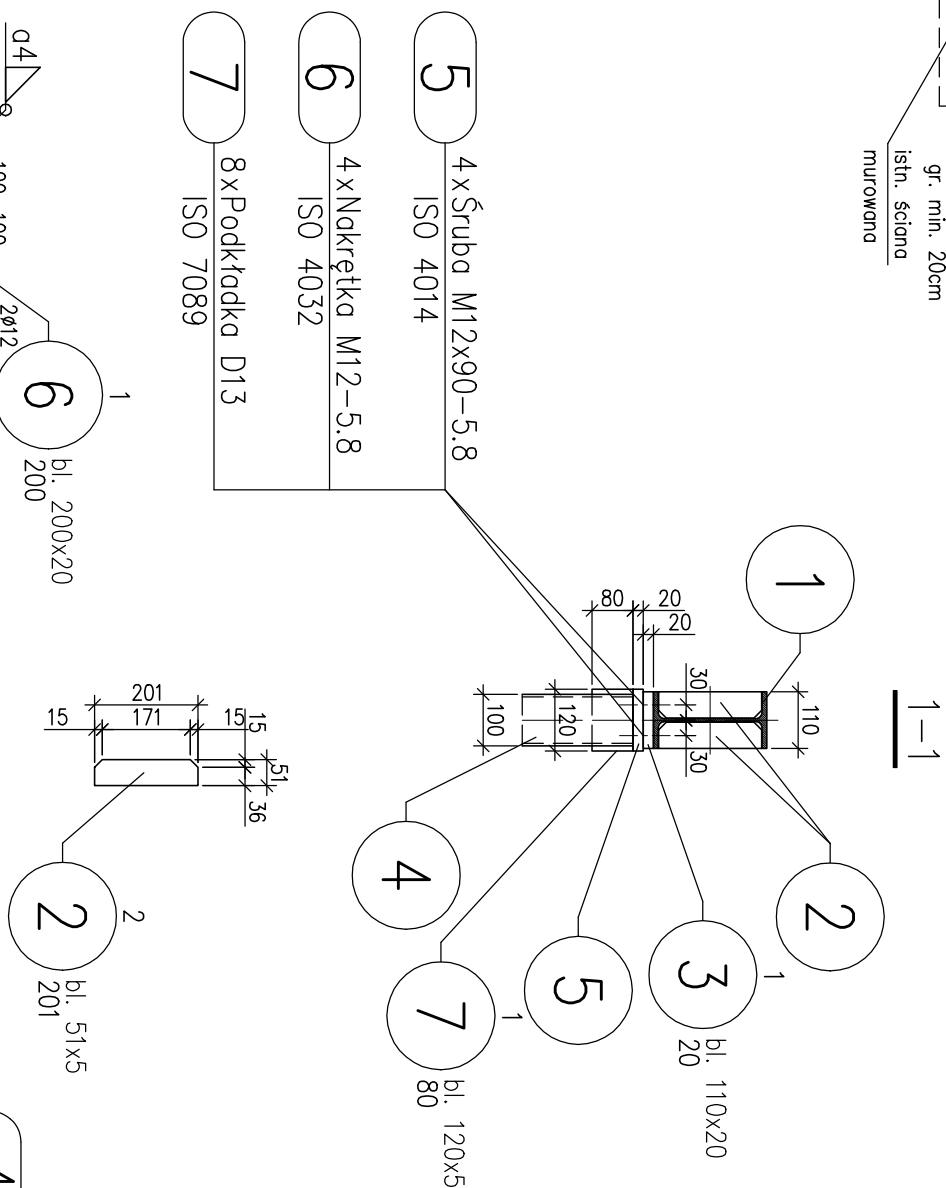 gr. min. 20cm
istn. ściana
murowana
1-1
5
4xŚruba M12x90-5.8
ISO 4014
6
4xNakrętka M12-5.8
ISO 4032
7
8xPodkładka D13
ISO 7089
1
2
110
30
30
20
20
80
120
100
3
1
bl. 110x20
20
5
4
7
1
bl. 120x5
80
a4
2ø12
6
1
bl. 200x20
200
201
15
171
15
15
51
36
2
2
bl. 51x5
201